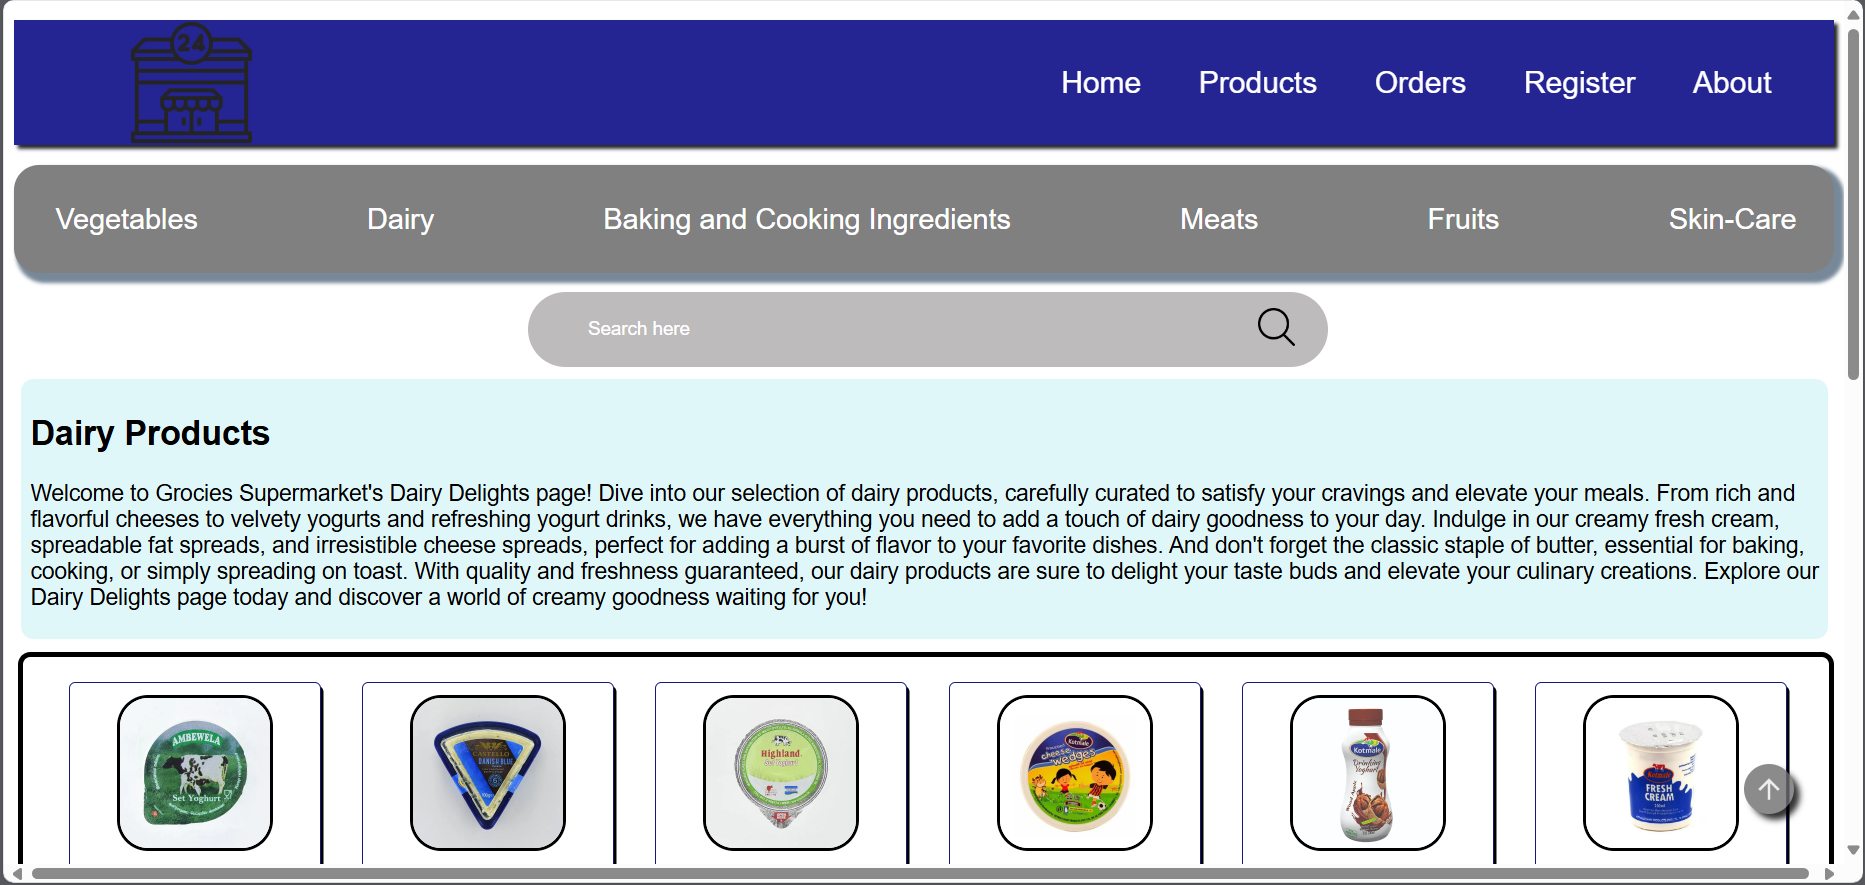 24
Home Products Orders Register About
Vegetables Dairy Baking and Cooking Ingredients Meats Fruits Skin-Care
Search here
Dairy Products
Welcome to Grocies Supermarket's Dairy Delights page! Dive into our selection of dairy products, carefully curated to satisfy your cravings and elevate your meals. From rich and
flavorful cheeses to velvety yogurts and refreshing yogurt drinks, we have everything you need to add a touch of dairy goodness to your day. Indulge in our creamy fresh cream,
spreadable fat spreads, and irresistible cheese spreads, perfect for adding a burst of flavor to your favorite dishes. And don't forget the classic staple of butter, essential for baking,
cooking, or simply spreading on toast. With quality and freshness guaranteed, our dairy products are sure to delight your taste buds and elevate your culinary creations. Explore our
Dairy Delights page today and discover a world of creamy goodness waiting for you!
AMBEWELA
Set Yoghurt
CASTELLO
DANISH BLUE
Highland
Set Yoghurt
Kotmale
cheese
wedges
Kotmale
Drinking
Yoghurt
Kotmale
FRESH
CREAM